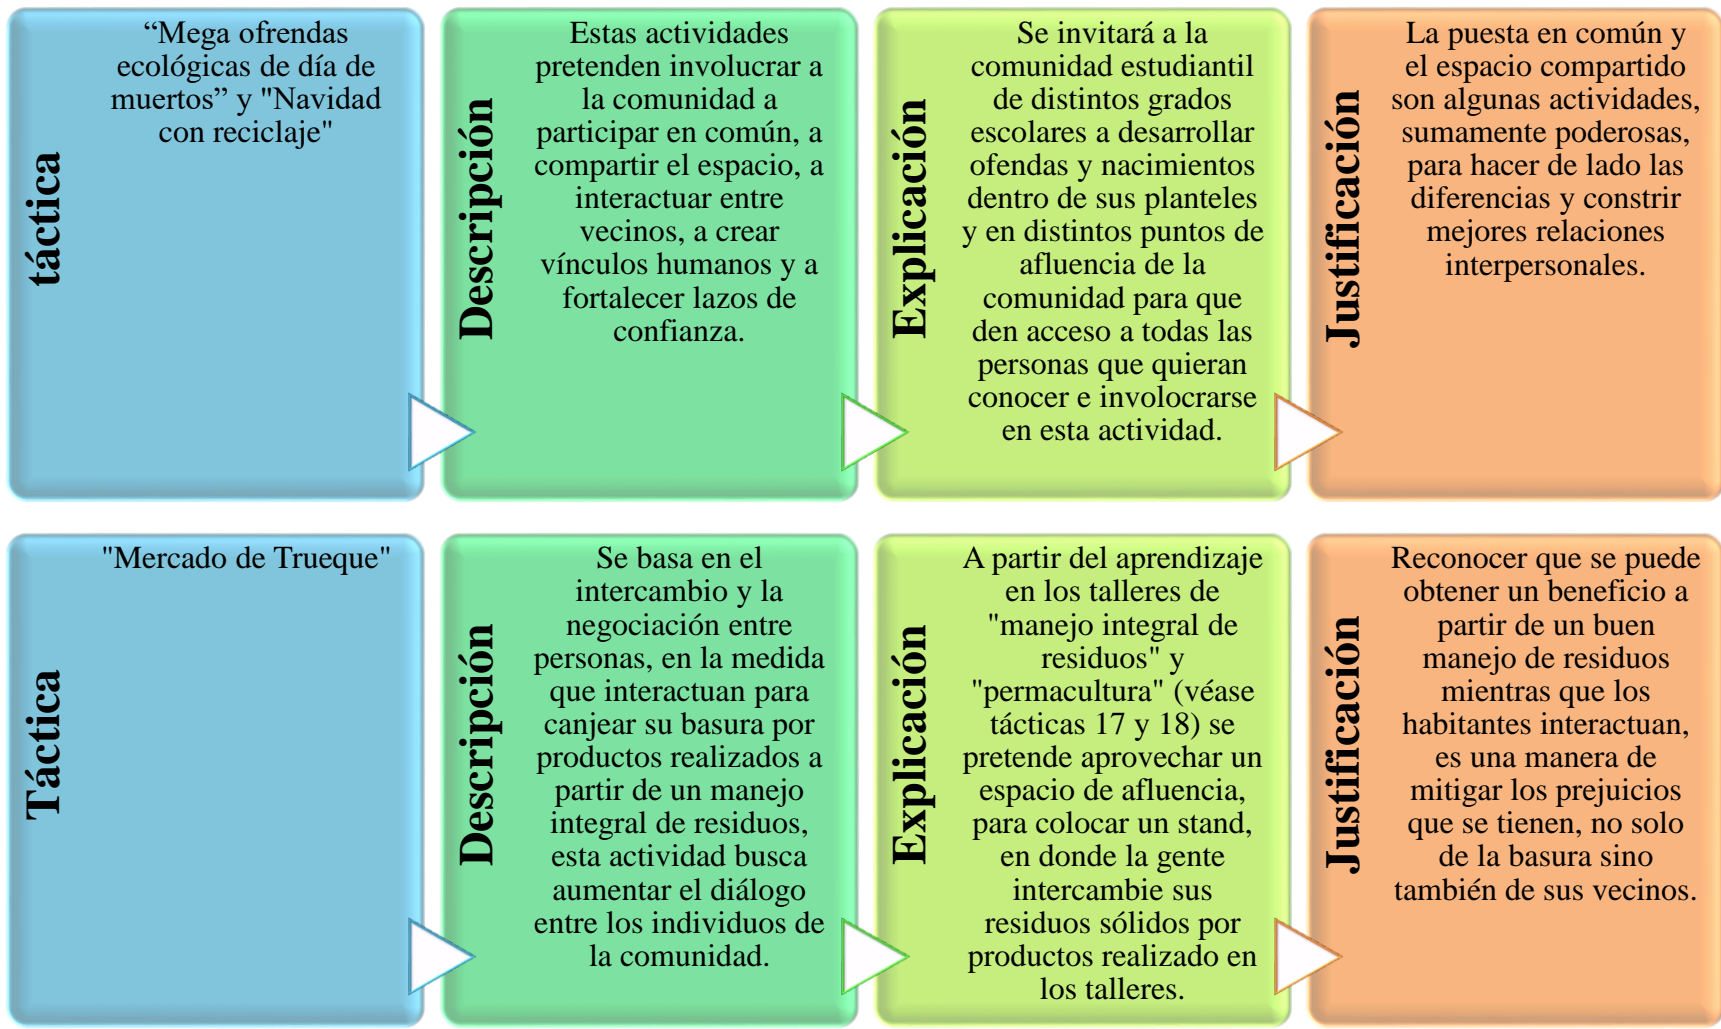 táctica
“Mega ofrendas
ecológicas de día de
muertos” y "Navidad
con reciclaje"
Descripción
Estas actividades
pretenden involucrar a
la comunidad a
participar en común, a
compartir el espacio, a
interactuar entre
vecinos, a crear
vínculos humanos y a
fortalecer lazos de
confianza.
Explicación
Se invitará a la
comunidad estudiantil
de distintos grados
escolares a desarrollar
ofendas y nacimientos
dentro de sus planteles
y en distintos puntos de
afluencia de la
comunidad para que
den acceso a todas las
personas que quieran
conocer e involocrarse
en esta actividad.
Justificación
La puesta en común y
el espacio compartido
son algunas actividades,
sumamente poderosas,
para hacer de lado las
diferencias y constrir
mejores relaciones
interpersonales.
Táctica
"Mercado de Trueque"
Descripción
Se basa en el
intercambio y la
negociación entre
personas, en la medida
que interactuan para
canjear su basura por
productos realizados a
partir de un manejo
integral de residuos,
esta actividad busca
aumentar el diálogo
entre los individuos de
la comunidad.
Explicación
A partir del aprendizaje
en los talleres de
"manejo integral de
residuos" y
"permacultura" (véase
tácticas 17 y 18) se
pretende aprovechar un
espacio de afluencia,
para colocar un stand,
en donde la gente
intercambie sus
residuos sólidos por
productos realizado en
los talleres.
Justificación
Reconocer que se puede
obtener un beneficio a
partir de un buen
manejo de residuos
mientras que los
habitantes interactuan,
es una manera de
mitigar los prejuicios
que se tienen, no solo
de la basura sino
también de sus vecinos.